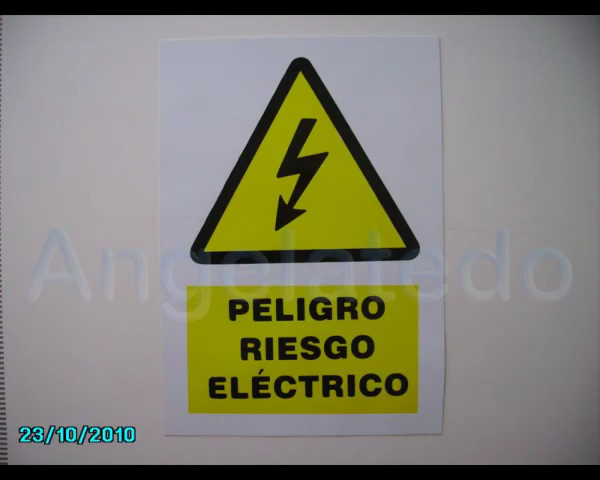 Angelatedo
PELIGRO
RIESGO
ELÉCTRICO
23/10/2010